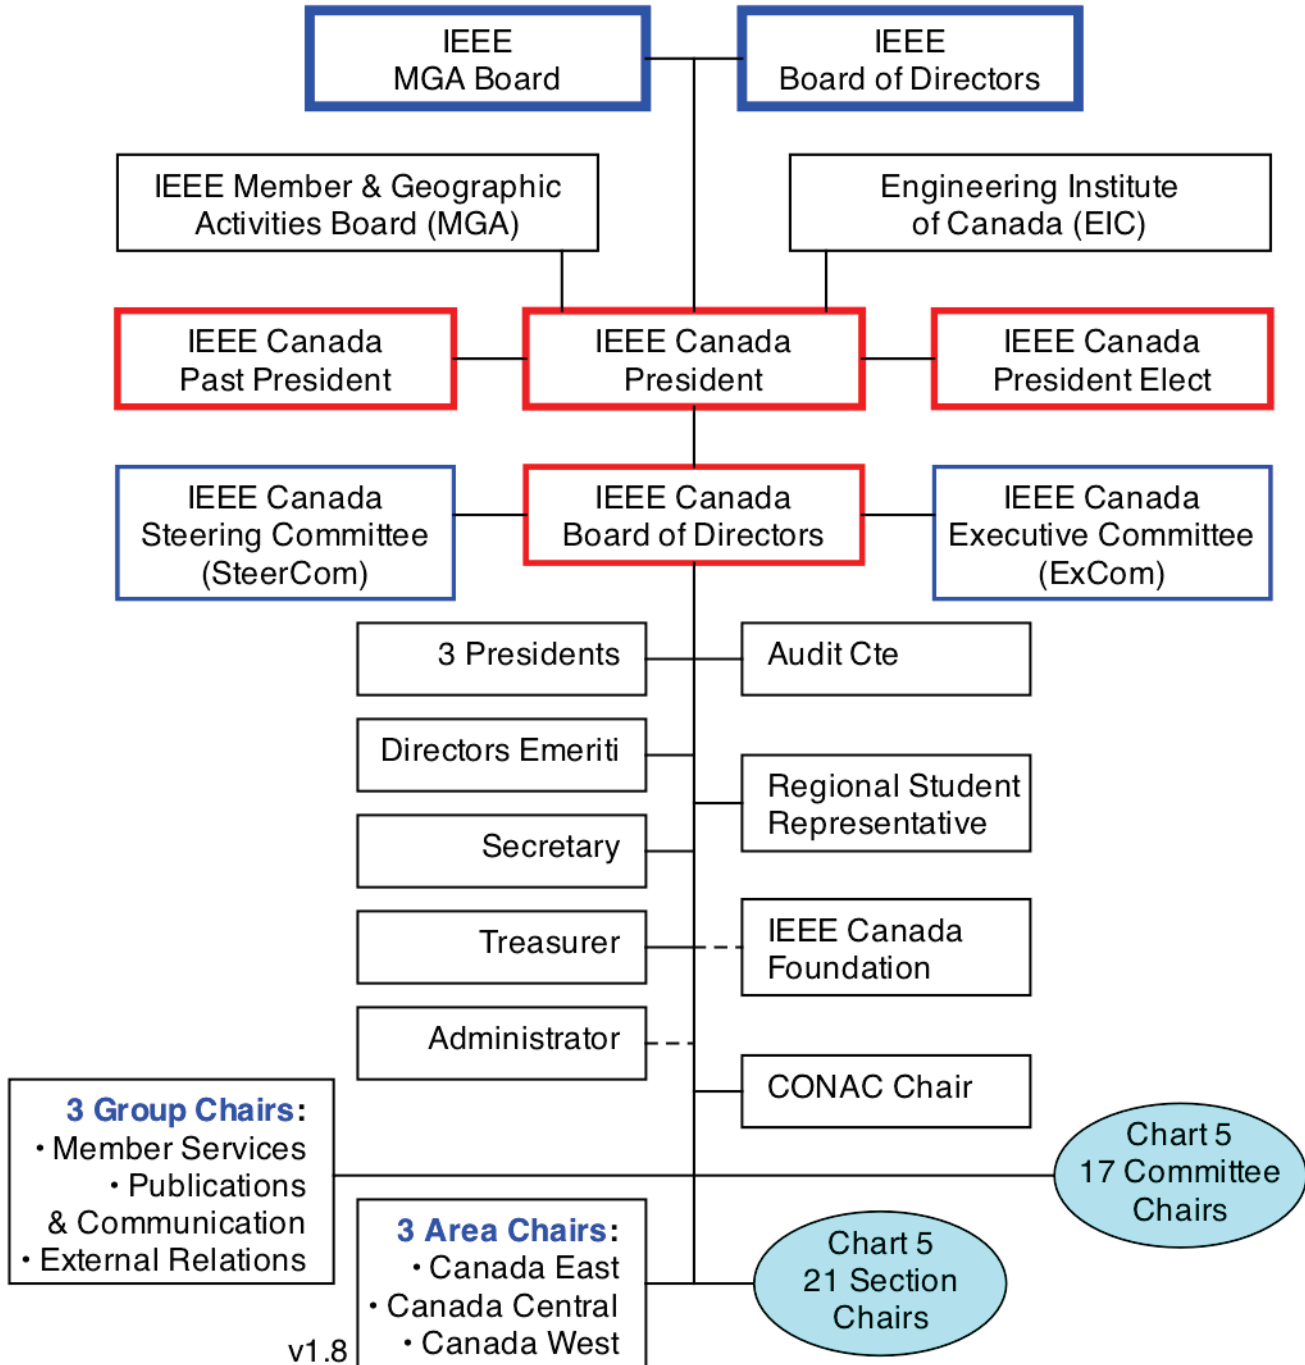 IEEE
MGA Board
IEEE
Board of Directors
IEEE Member & Geographic
Activities Board (MGA)
Engineering Institute
of Canada (EIC)
IEEE Canada
Past President
IEEE Canada
President
IEEE Canada
President Elect
IEEE Canada
Steering Committee
(SteerCom)
IEEE Canada
Board of Directors
IEEE Canada
Executive Committee
(ExCom)
3 Presidents
Audit Cte
Directors Emeriti
Regional Student
Representative
Secretary
Treasurer
IEEE Canada
Foundation
Administrator
CONAC Chair
3 Group Chairs:
• Member Services
• Publications
& Communication
• External Relations
Chart 5
17 Committee
Chairs
3 Area Chairs:
• Canada East
• Canada Central
• Canada West
Chart 5
21 Section
Chairs
v1.8